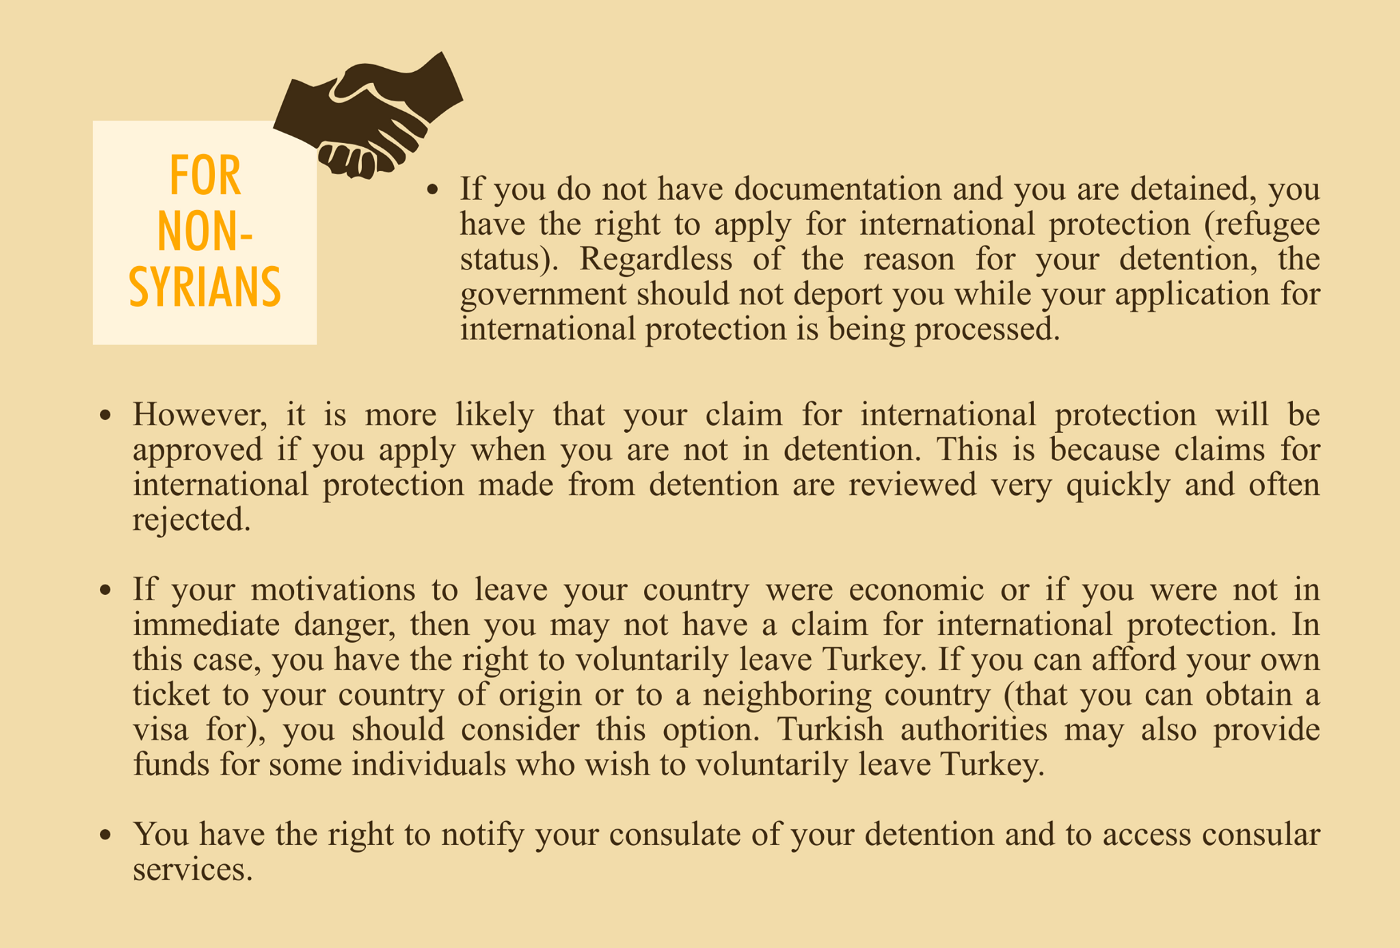 FOR
NON-
SYRIANS
• If you do not have documentation and you are detained, you
have the right to apply for international protection (refugee
status). Regardless of the reason for your detention, the
government should not deport you while your application for
international protection is being processed.
• However, it is more likely that your claim for international protection will be
approved if you apply when you are not in detention. This is because claims for
international protection made from detention are reviewed very quickly and often
rejected.
• If your motivations to leave your country were economic or if you were not in
immediate danger, then you may not have a claim for international protection. In
this case, you have the right to voluntarily leave Turkey. If you can afford your own
ticket to your country of origin or to a neighboring country (that you can obtain a
visa for), you should consider this option. Turkish authorities may also provide
funds for some individuals who wish to voluntarily leave Turkey.
• You have the right to notify your consulate of your detention and to access consular
services.